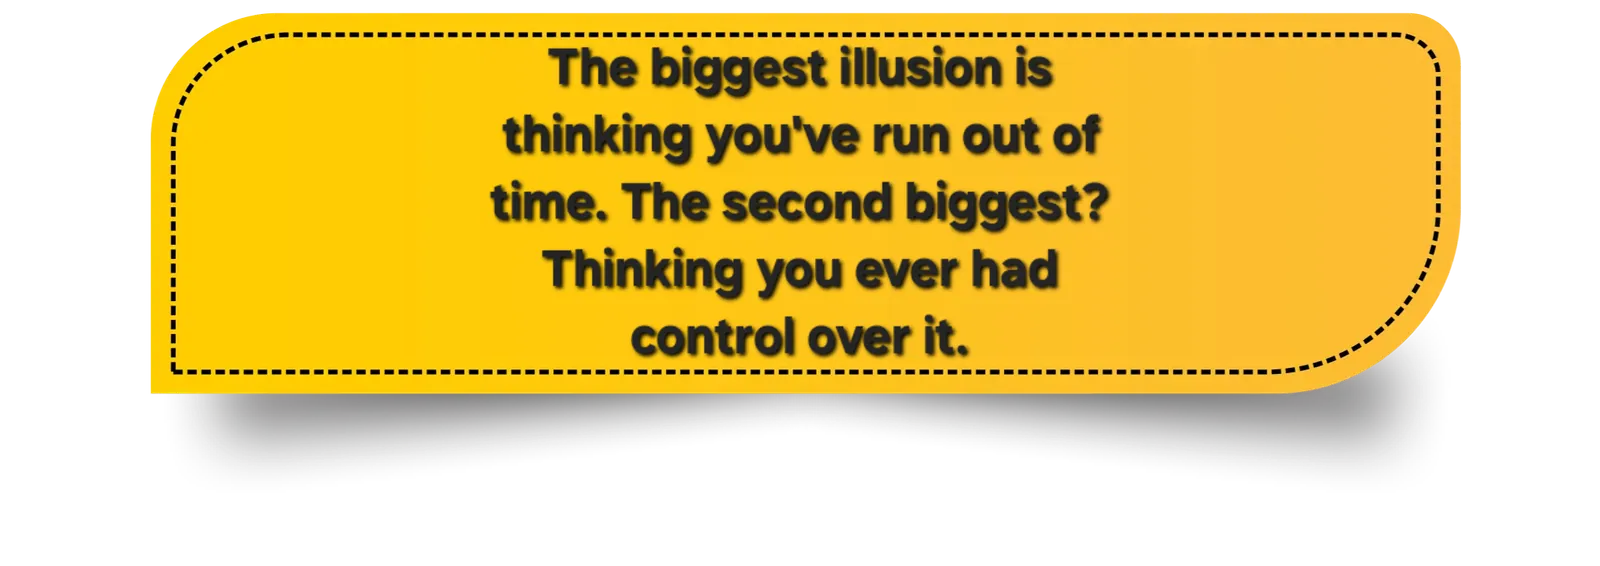 The biggest illusion is
thinking you've run out of
time. The second biggest?
Thinking you ever had
control over it.